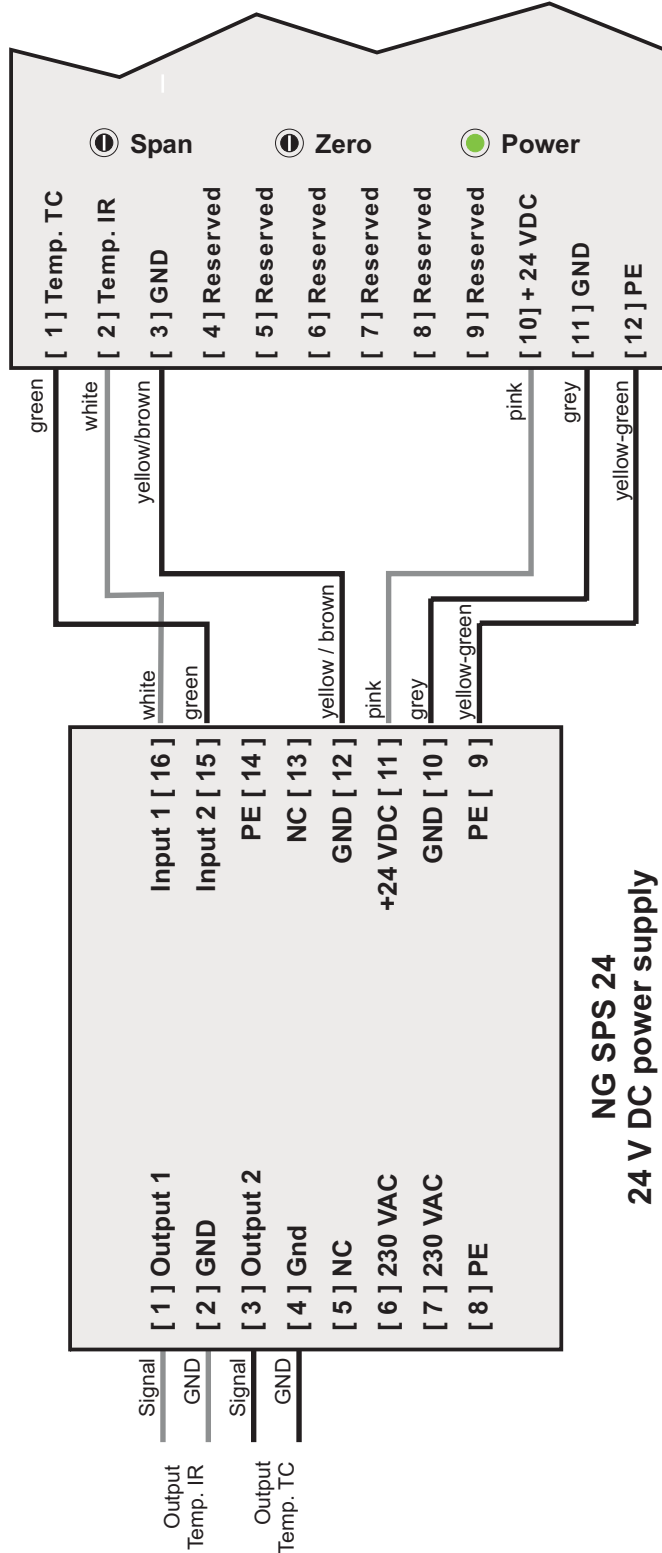 Span
Zero
Power
[ 1] Temp. TC
[ 2] Temp. IR
[ 3] GND
[ 4] Reserved
[ 5] Reserved
[ 6] Reserved
[ 7] Reserved
[ 8] Reserved
[ 9] Reserved
[10] + 24 VDC
[11] GND
[12] PE
green
white
yellow/brown
pink
grey
yellow-green
white
green
yellow / brown
pink
grey
yellow-green
Input 1 [ 16 ]
Input 2 [ 15 ]
PE [ 14 ]
NC [ 13 ]
GND [ 12 ]
+24 VDC [ 11 ]
GND [ 10 ]
PE [ 9 ]
[ 1 ] Output 1
[ 2 ] GND
[ 3 ] Output 2
[ 4 ] Gnd
[ 5 ] NC
[ 6 ] 230 VAC
[ 7 ] 230 VAC
[ 8 ] PE
Signal
GND
Signal
GND
Output
Temp. IR
Output
Temp. TC
NG SPS 24
24 V DC power supply